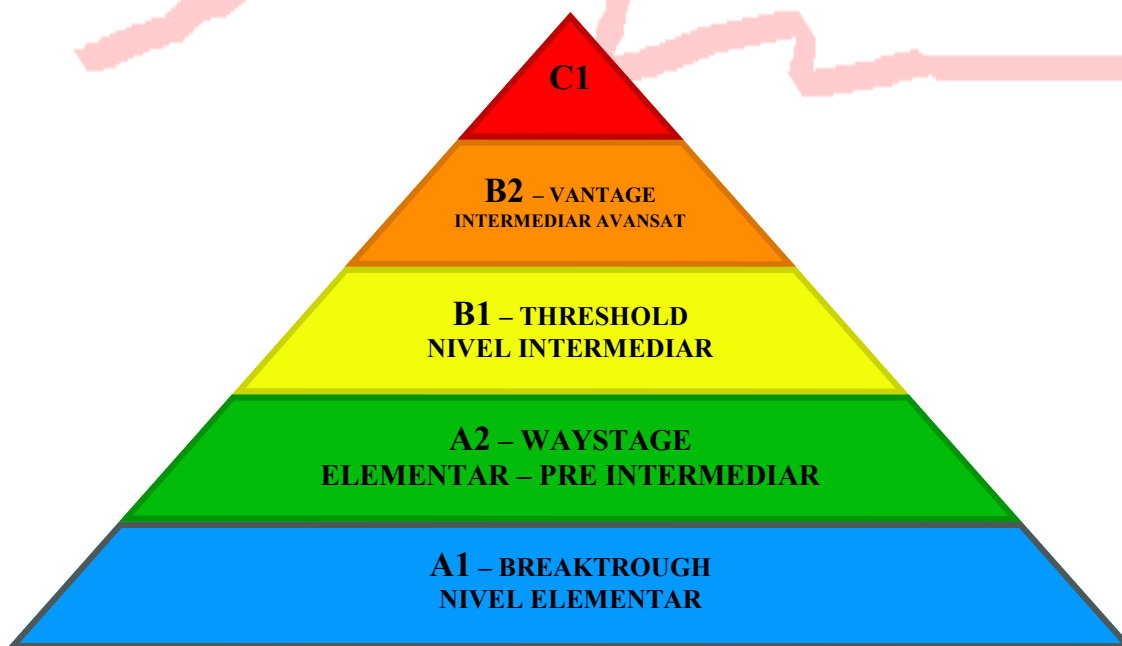 C1
B2 – VANTAGE
INTERMEDIAR AVANSAT
B1 – THRESHOLD
NIVEL INTERMEDIAR
A2 – WAYSTAGE
ELEMENTAR – PRE INTERMEDIAR
A1 – BREAKTROUGH
NIVEL ELEMENTAR